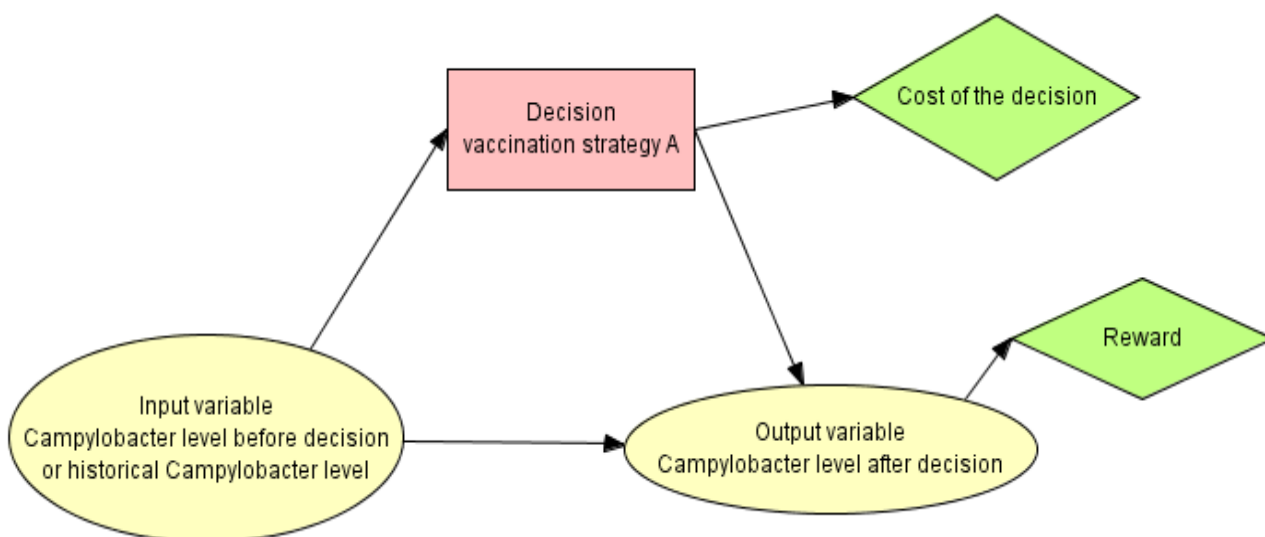 Decision
vaccination strategy A
Cost of the decision
Reward
Input variable
Campylobacter level before decision
or historical Campylobacter level
Output variable
Campylobacter level after decision